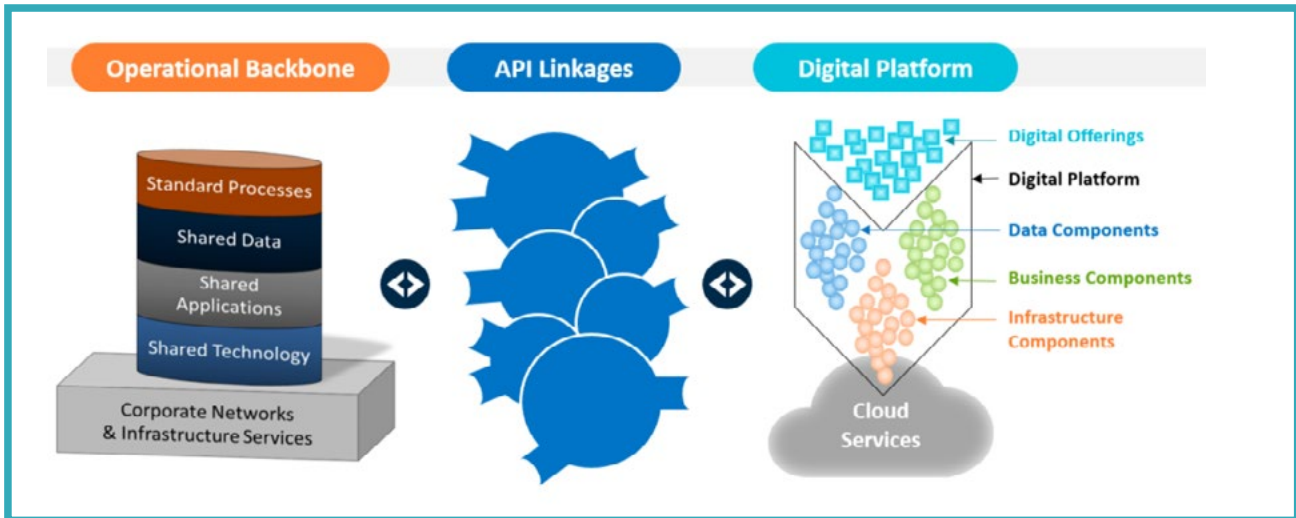 Operational Backbone
API Linkages
Digital Platform
Standard Processes
Shared Data
Shared
Applications
Shared Technology
Corporate Networks
& Infrastructure Services
Digital Offerings
Digital Platform
Data Components
Business Components
Infrastructure
Components
Cloud
Services